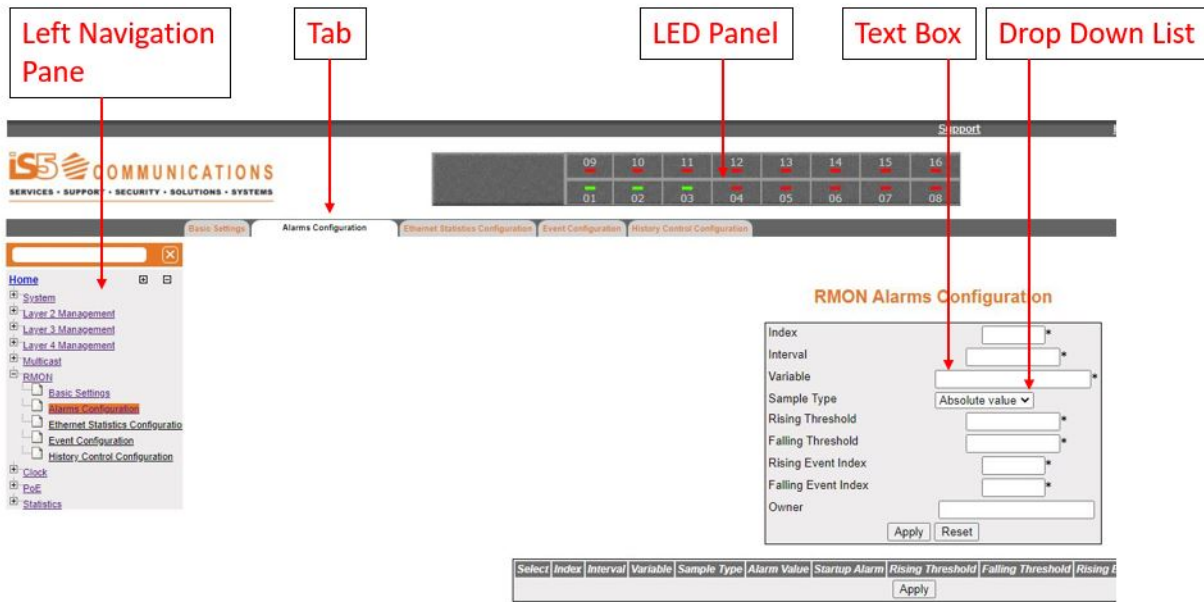 Left Navigation
Pane
Tab
LED Panel
Text Box
Drop Down List
Support
iS5 COMMUNICATIONS
SERVICES • SUPPORT • SECURITY • SOLUTIONS • SYSTEMS
09 10 11 12 13 14 15 16
01 02 03 04 05 06 07 08
Basic Settings
Alarms Configuration
Ethernet Statistics Configuration
Event Configuration
History Control Configuration
Home
System
Layer 2 Management
Layer 3 Management
Layer 4 Management
Multicast
RMON
Basic Settings
Alarms Configuration
Ethernet Statistics Configuratio
Event Configuration
History Control Configuration
Clock
PoE
Statistics
RMON Alarms Configuration
Index *
Interval *
Variable *
Sample Type Absolute value
Rising Threshold *
Falling Threshold *
Rising Event Index *
Falling Event Index *
Owner
Apply Reset
Select Index Interval Variable Sample Type Alarm Value Startup Alarm Rising Threshold Falling Threshold Rising
Apply